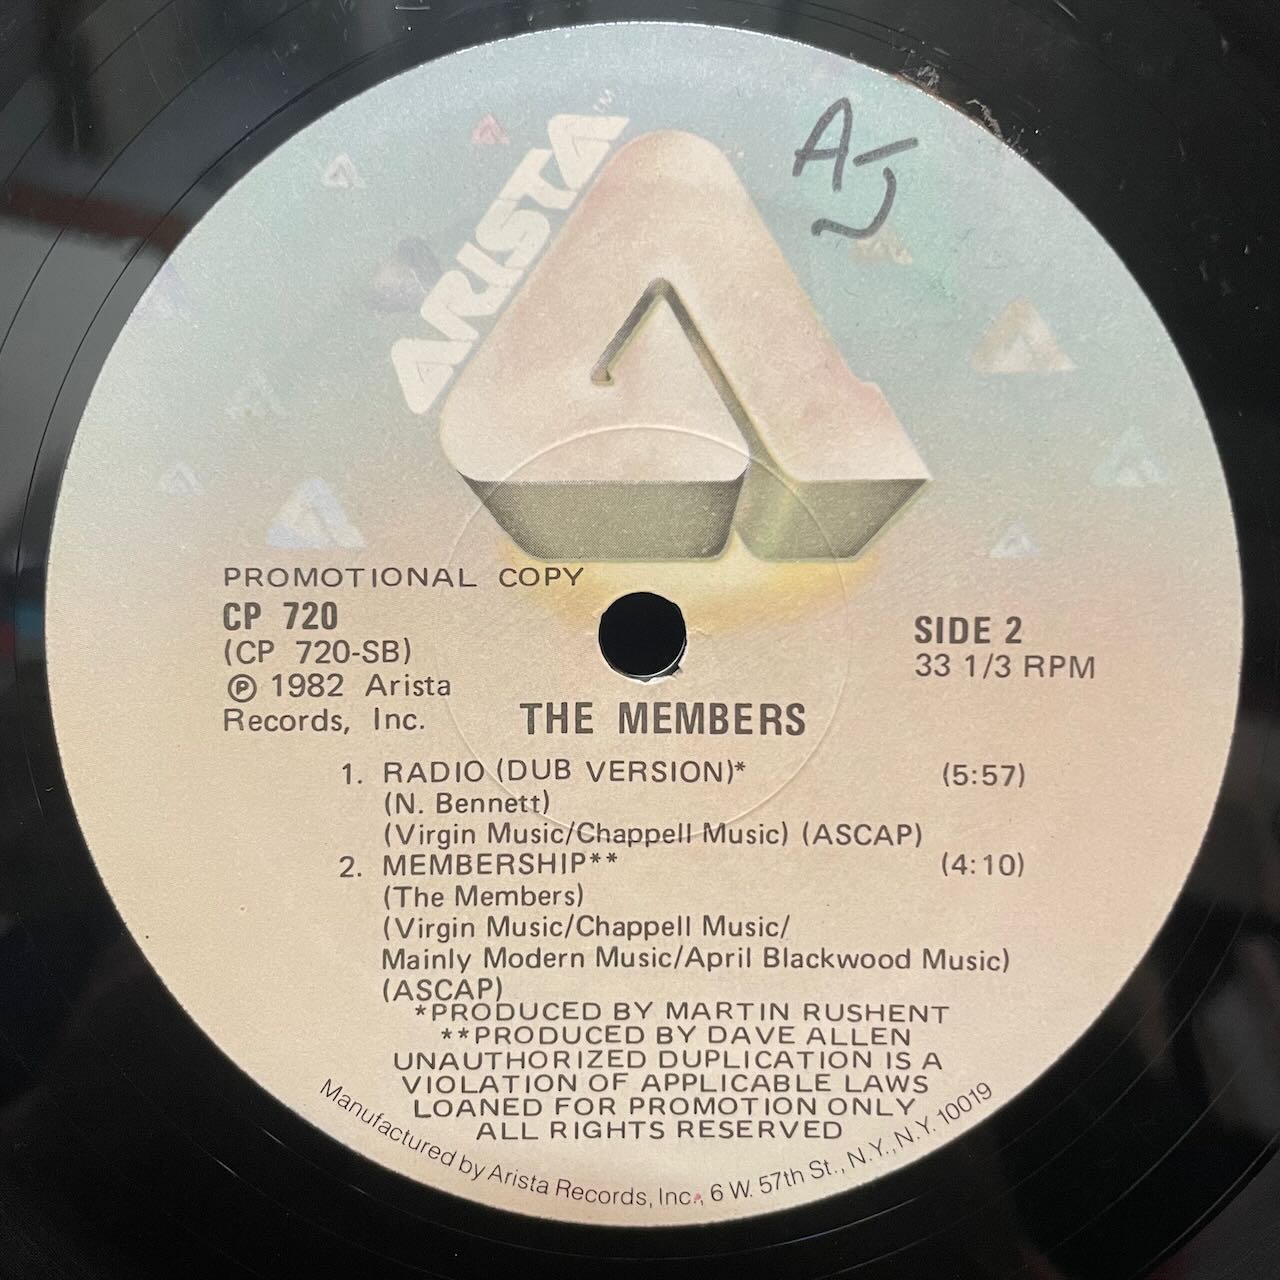 ARISTA™
AJ
PROMOTIONAL COPY
CP 720
(CP 720-SB)
℗ 1982 Arista
Records, Inc.
SIDE 2
33 1/3 RPM
THE MEMBERS
1. RADIO (DUB VERSION)* (5:57)
(N. Bennett)
(Virgin Music/Chappell Music) (ASCAP)
2. MEMBERSHIP** (4:10)
(The Members)
(Virgin Music/Chappell Music/
Mainly Modern Music/April Blackwood Music)
(ASCAP)
*PRODUCED BY MARTIN RUSHENT
**PRODUCED BY DAVE ALLEN
UNAUTHORIZED DUPLICATION IS A
VIOLATION OF APPLICABLE LAWS
LOANED FOR PROMOTION ONLY
ALL RIGHTS RESERVED
Manufactured by Arista Records, Inc., 6 W. 57th St., N.Y., N.Y. 10019